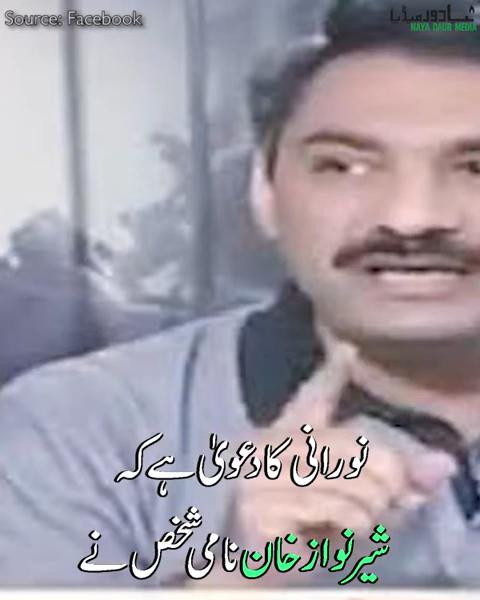 Source: Facebook
نیا دور میڈیا
NAYA DAUR MEDIA
نورانی کا دعویٰ ہے کہ
شیر نواز خان نامی شخص نے